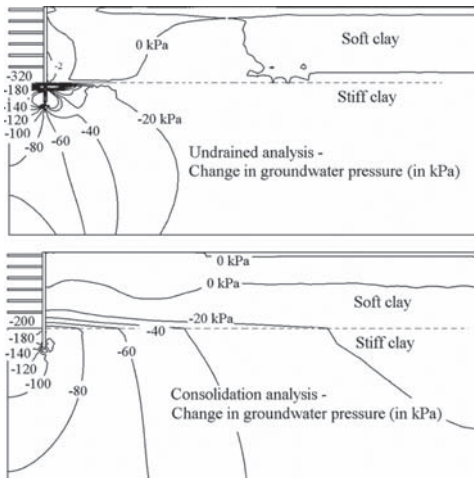 0 kPa
Soft clay
-2
-320
-180
-140
-120
-100
-80
-60
-40
-20 kPa
Stiff clay
Undrained analysis -
Change in groundwater pressure (in kPa)
0 kPa
0 kPa
Soft clay
-20 kPa
-200
-40
Stiff clay
-180
-140
-60
-120
-100
-80
Consolidation analysis -
Change in groundwater pressure (in kPa)